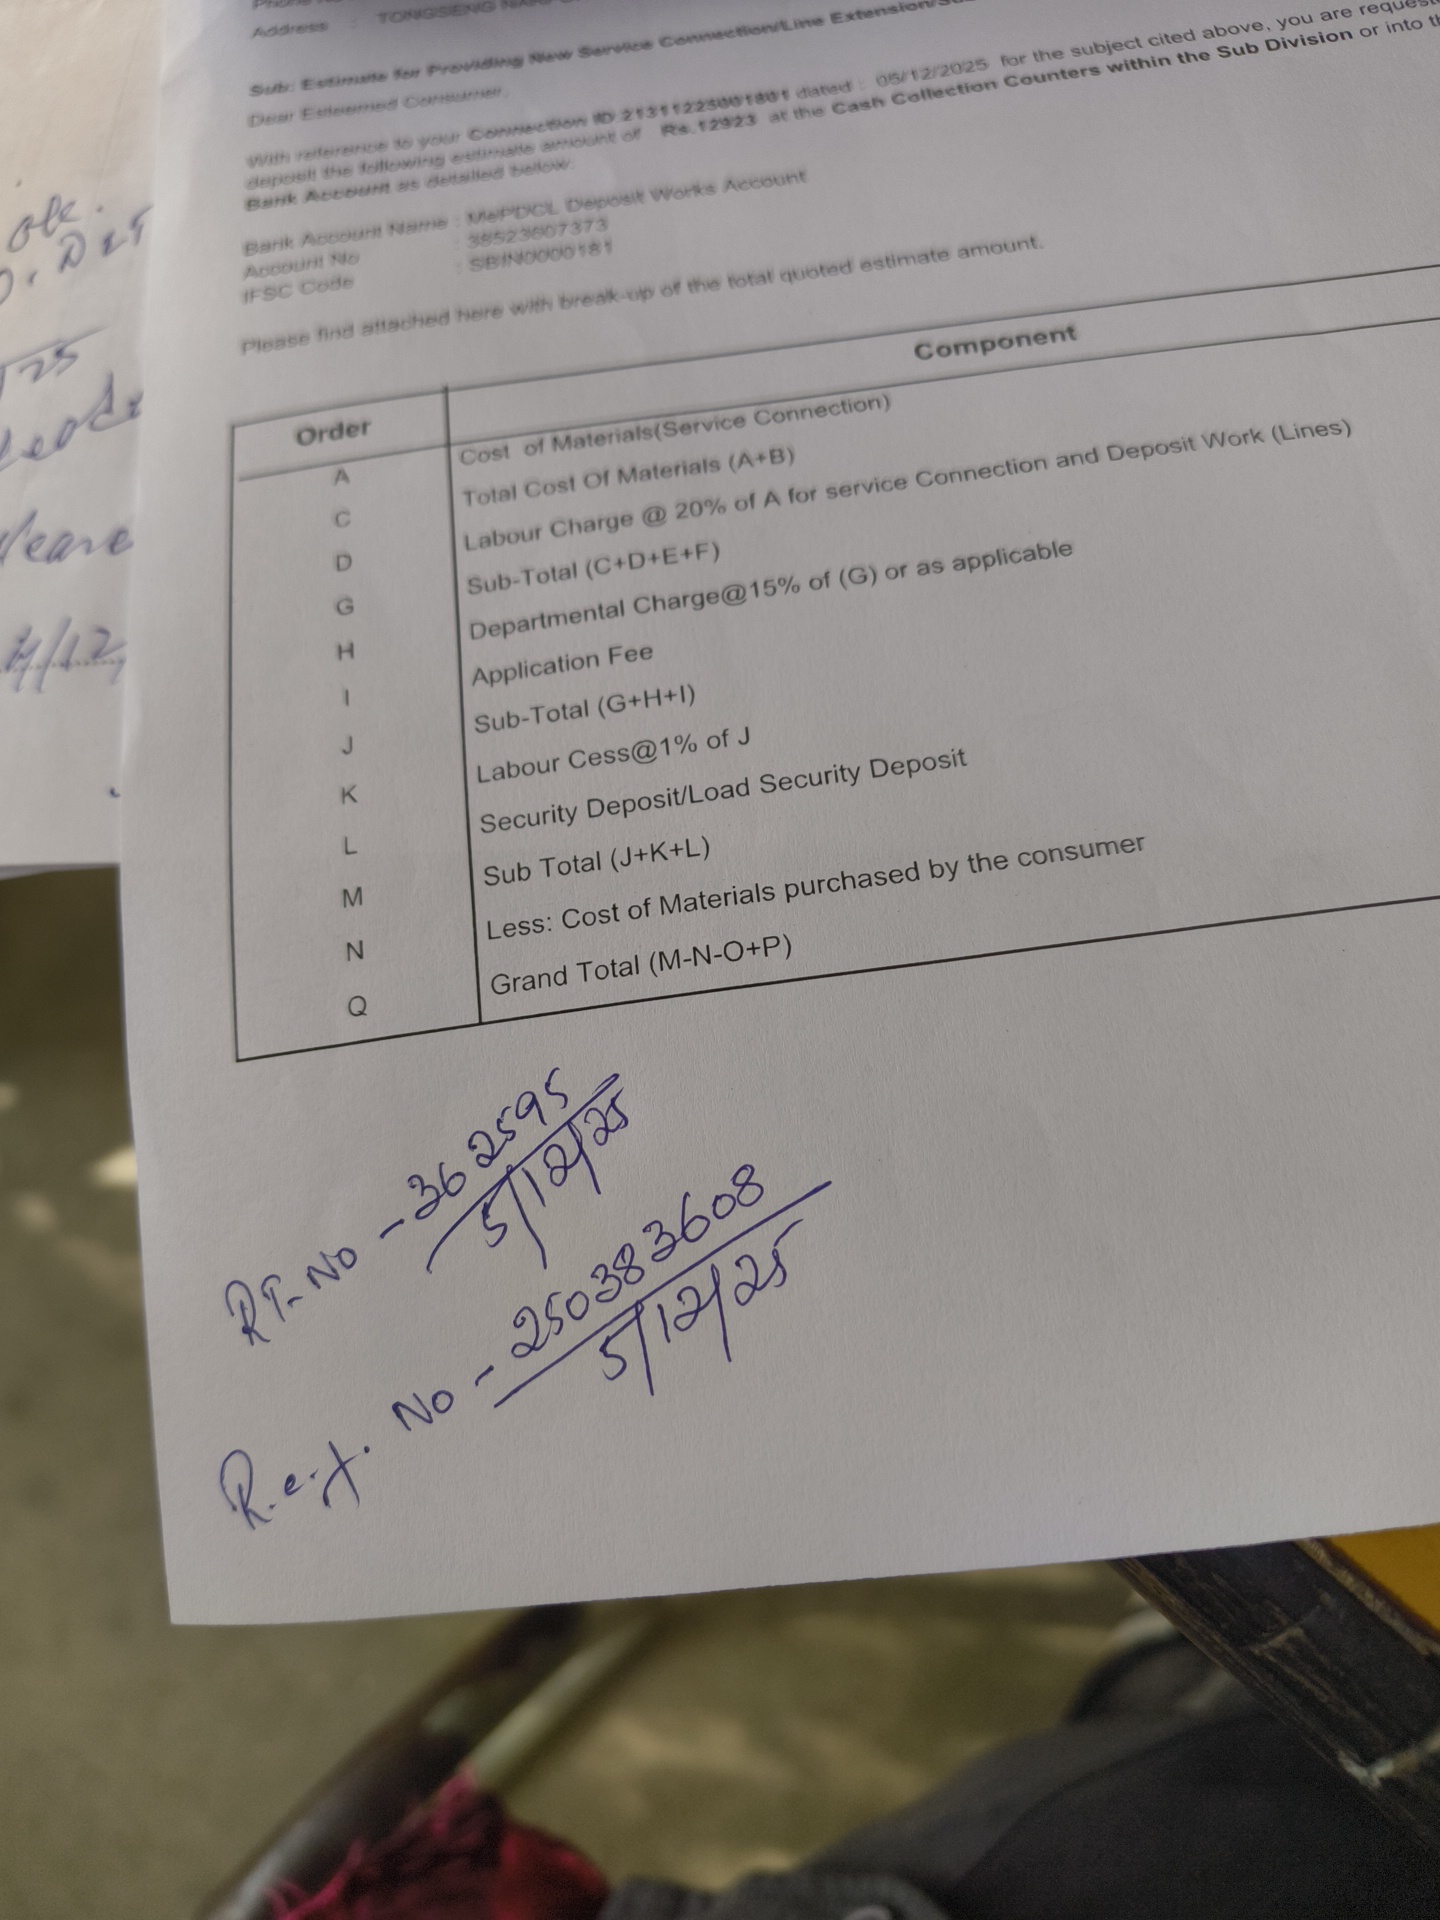 Address : TONGSENG
Sub: Estimate for Providing New Service Connection/Line Extension/
Dear Esteemed Consumer,
With reference to your Connection ID 21311225001801 dated : 05/12/2025 for the subject cited above, you are
deposit the following estimate amount of Rs.12923 at the Cash Collection Counters within the Sub Division or into
Bank Account as detailed below:
Bank Account Name : MePDCL Deposit Works Account
Account No : 38523607373
IFSC Code : SBIN0000181
Please find attached here with break-up of the total quoted estimate amount.
Order Component
A Cost of Materials(Service Connection)
C Total Cost Of Materials (A+B)
D Labour Charge @ 20% of A for service Connection and Deposit Work (Lines)
G Sub-Total (C+D+E+F)
H Departmental Charge@15% of (G) or as applicable
I Application Fee
J Sub-Total (G+H+I)
K Labour Cess@1% of J
L Security Deposit/Load Security Deposit
M Sub Total (J+K+L)
N Less: Cost of Materials purchased by the consumer
Q Grand Total (M-N-O+P)
RT. No - 362595
5/12/25
Ref. No - 250383608
5/12/25